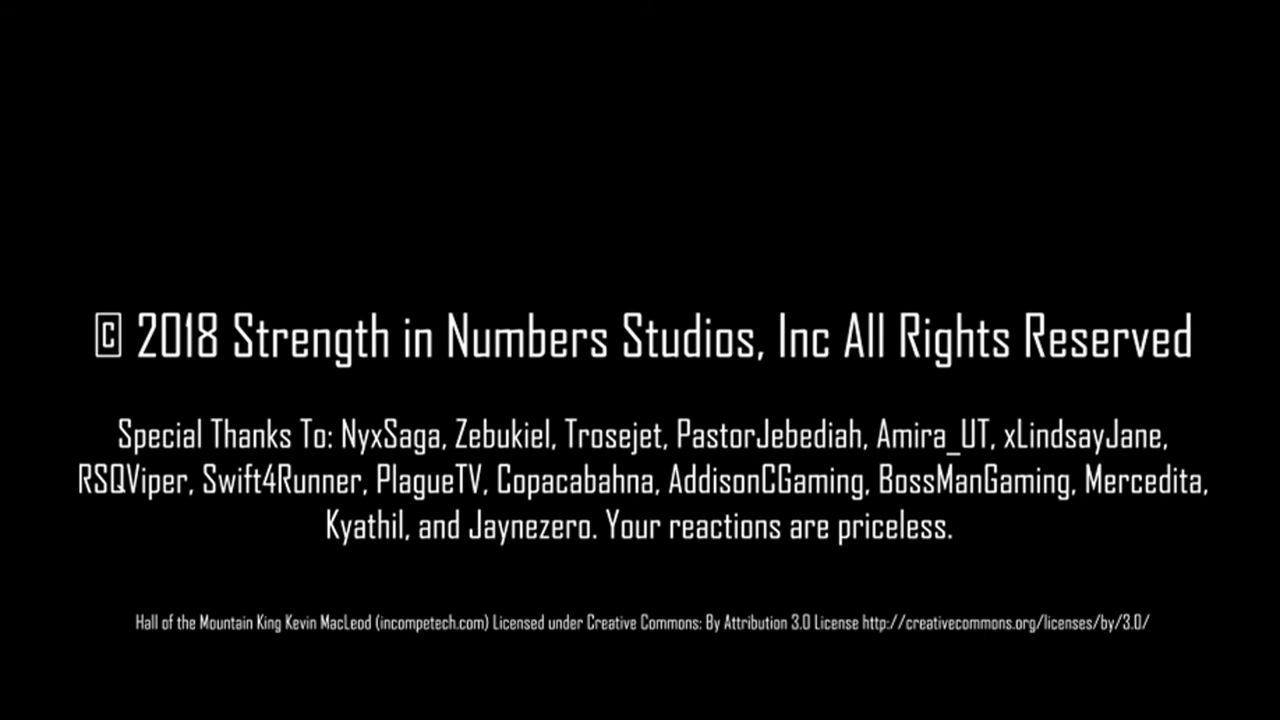 © 2018 Strength in Numbers Studios, Inc All Rights Reserved
Special Thanks To: NyxSaga, Zebukiel, Trosejet, PastorJebediah, Amira_UT, xLindsayJane,
RSQViper, Swift4Runner, PlagueTV, Copacabahna, AddisonCGaming, BossManGaming, Mercedita,
Kyathil, and Jaynezero. Your reactions are priceless.
Hall of the Mountain King Kevin MacLeod (incompetech.com) Licensed under Creative Commons: By Attribution 3.0 License http://creativecommons.org/licenses/by/3.0/